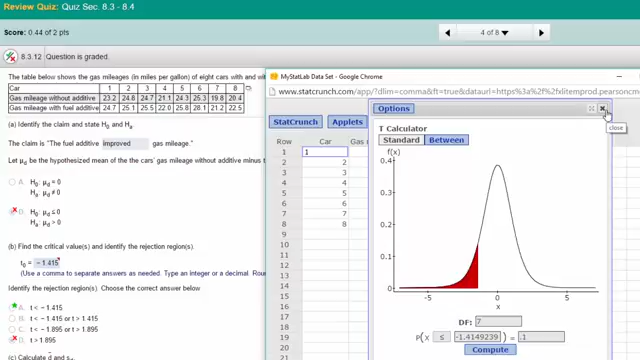 Review Quiz: Quiz Sec. 8.3 - 8.4
Score: 0.44 of 2 pts
4 of 8
8.3.12 Question is graded.
The table below shows the gas mileages (in miles per gallon) of eight cars with and wit
Car 1 2 3 4 5 6 7 8
Gas mileage without additive 23.2 24.6 24.7 21.1 24.3 25.3 19.8 20.4
Gas mileage with fuel additive 24.7 25.1 25.5 22.0 25.8 28.1 21.2 22.5
(a) Identify the claim and state H0 and Ha.
The claim is "The fuel additive improved gas mileage."
Let μd be the hypothesized mean of the the cars's gas mileage without additive minus t
A. H0: μd = 0
Ha: μd ≠ 0
D. H0: μd ≤ 0
Ha: μd > 0
(b) Find the critical value(s) and identify the rejection region(s).
t0 = −1.415
(Use a comma to separate answers as needed. Type an integer or a decimal. Roun
Identify the rejection region(s). Choose the correct answer below
A. t < −1.415
B. t < −1.415 or t > 1.415
C. t < −1.895 or t > 1.895
D. t > 1.895
(c) Calculate d and sd.
MyStatLab Data Set - Google Chrome
www.statcrunch.com/app/?dlim=comma&ft=true&dataurl=https%3a%2f%2fxlitemprod.pearsoncm
StatCrunch
Applets
Row Car Gas m
1 1
2 2
3 3
4 4
5 5
6 6
7 7
8 8
9
10
11
12
13
14
15
16
17
18
19
Options
close
T Calculator
Standard Between
f(x)
0.4
0.3
0.2
0.1
0
-5 0 5
x
DF: 7
P(X ≤ -1.4149239) = .1
Compute